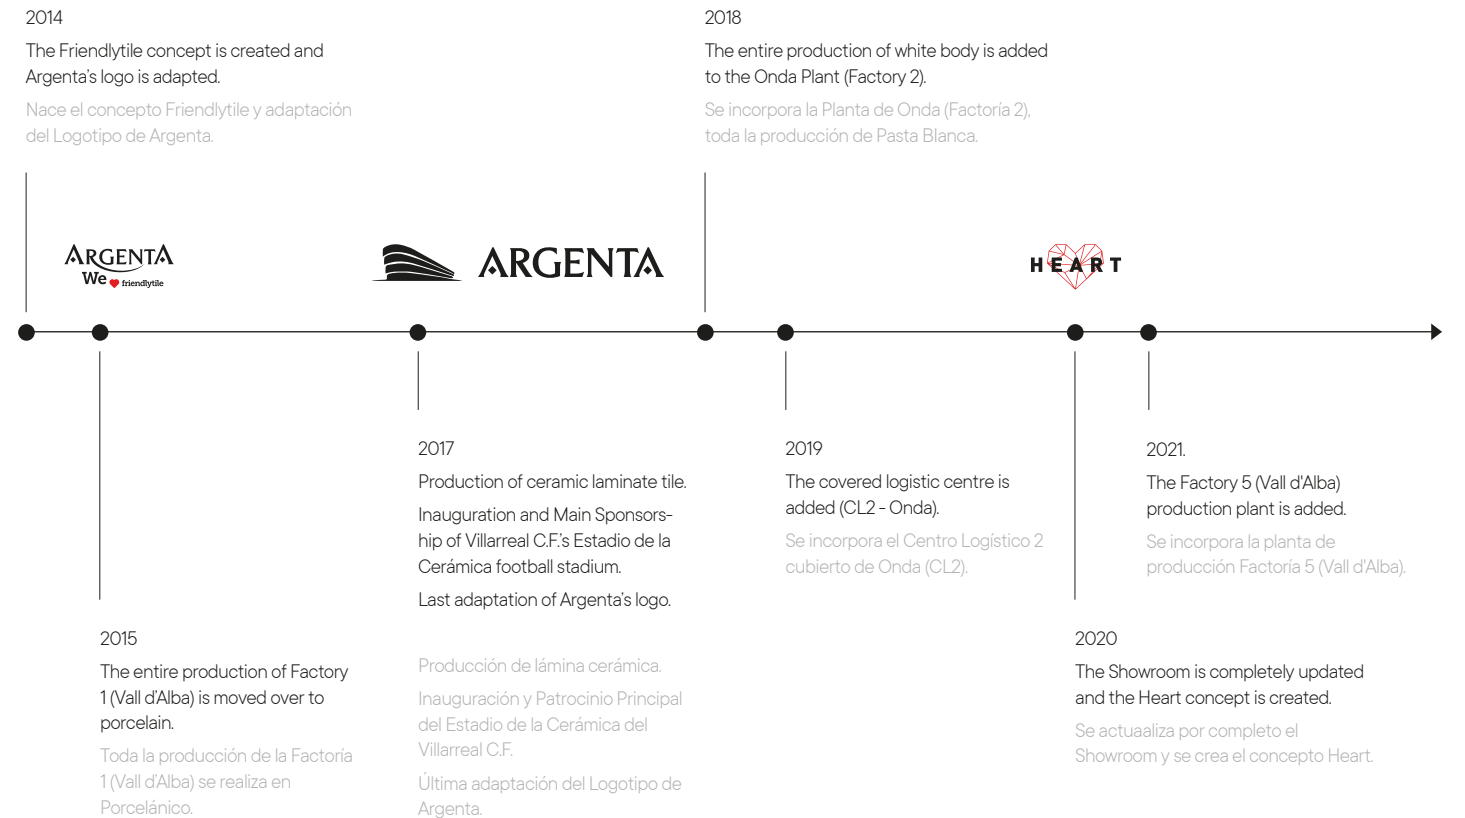 2014
The Friendlytile concept is created and
Argenta's logo is adapted.
Nace el concepto Friendlytile y adaptación
del Logotipo de Argenta.
2018
The entire production of white body is added
to the Onda Plant (Factory 2).
Se incorpora la Planta de Onda (Factoría 2),
toda la producción de Pasta Blanca.
ARGENTA
We friendlytile
ARGENTA
HEART
2015
The entire production of Factory
1 (Vall d'Alba) is moved over to
porcelain.
Toda la producción de la Factoría
1 (Vall d'Alba) se realiza en
Porcelánico.
2017
Production of ceramic laminate tile.
Inauguration and Main Sponsors-
hip of Villarreal C.F.'s Estadio de la
Cerámica football stadium.
Last adaptation of Argenta's logo.
Producción de lámina cerámica.
Inauguración y Patrocinio Principal
del Estadio de la Cerámica del
Villarreal C.F.
Última adaptación del Logotipo de
Argenta.
2019
The covered logistic centre is
added (CL2 - Onda).
Se incorpora el Centro Logístico 2
cubierto de Onda (CL2).
2020
The Showroom is completely updated
and the Heart concept is created.
Se actuaaliza por completo el
Showroom y se crea el concepto Heart.
2021.
The Factory 5 (Vall d'Alba)
production plant is added.
Se incorpora la planta de
producción Factoría 5 (Vall d'Alba).